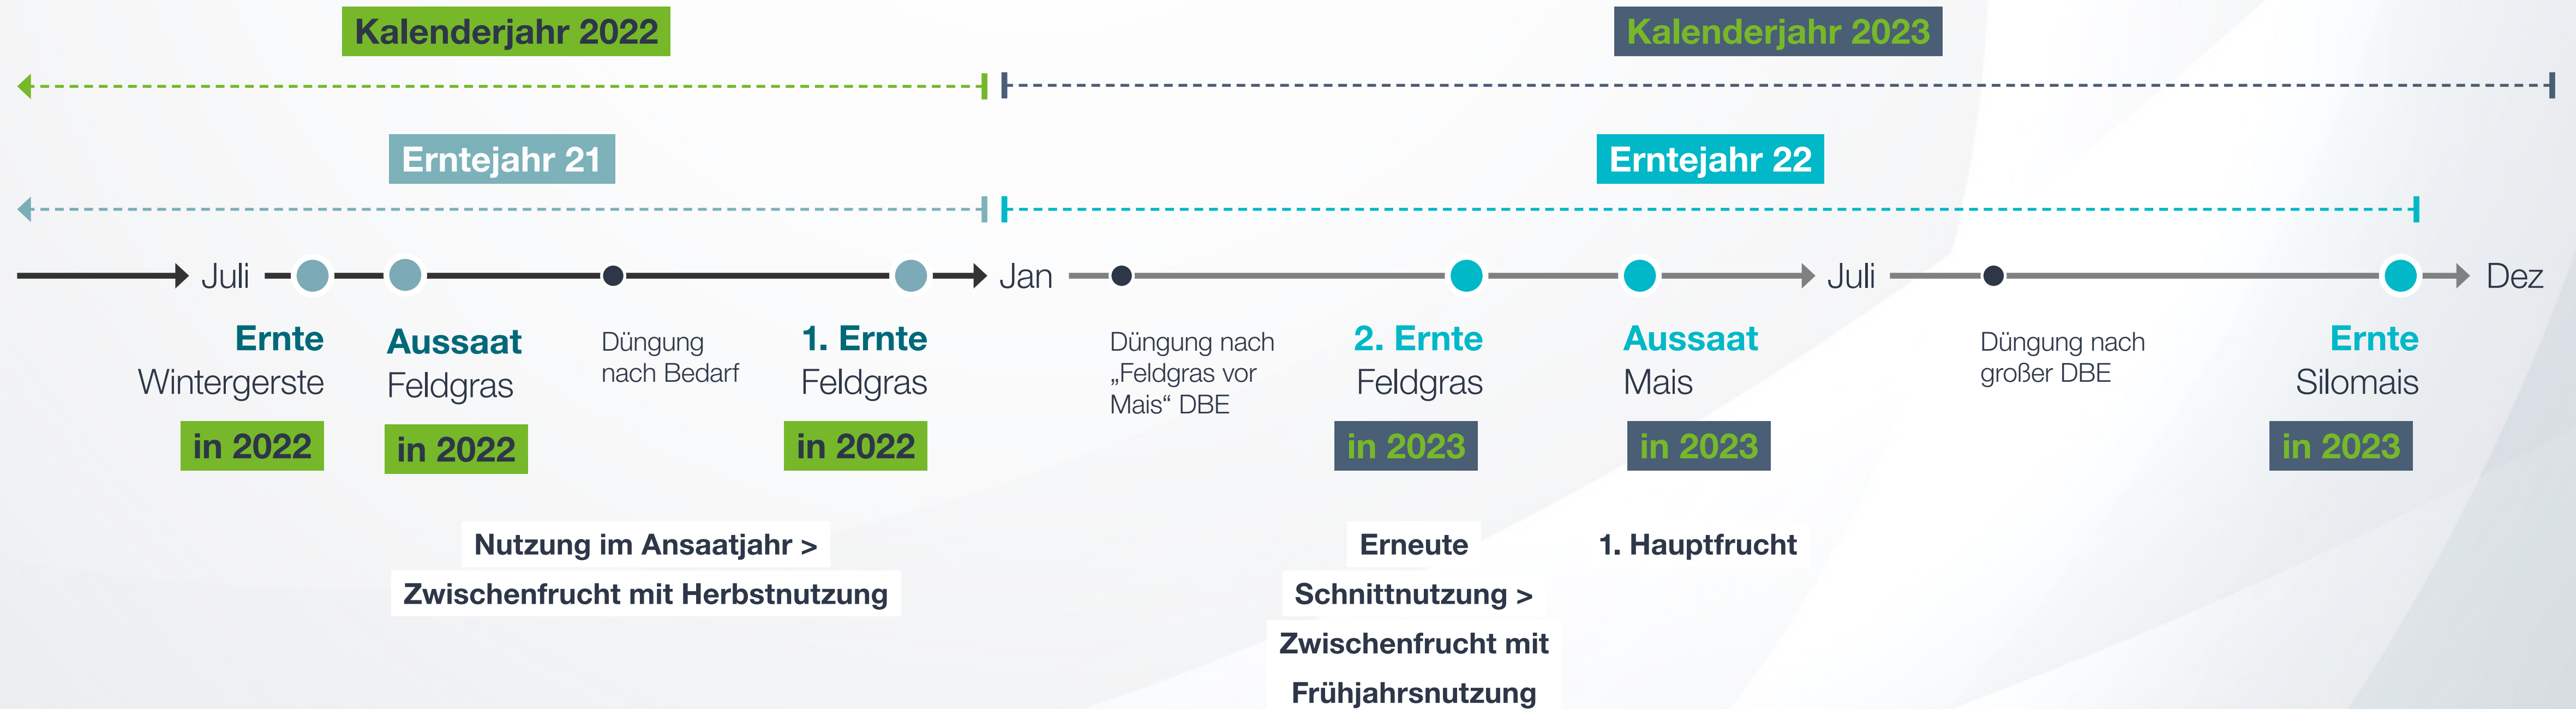 Kalenderjahr 2022
Kalenderjahr 2023
Erntejahr 21
Erntejahr 22
Juli
Jan
Juli
Dez
Ernte
Wintergerste
in 2022
Aussaat
Feldgras
in 2022
Düngung
nach Bedarf
1. Ernte
Feldgras
in 2022
Düngung nach
„Feldgras vor
Mais“ DBE
2. Ernte
Feldgras
in 2023
Aussaat
Mais
in 2023
Düngung nach
großer DBE
Ernte
Silomais
in 2023
Nutzung im Ansaatjahr >
Zwischenfrucht mit Herbstnutzung
Erneute
Schnittnutzung >
Zwischenfrucht mit
Frühjahrsnutzung
1. Hauptfrucht